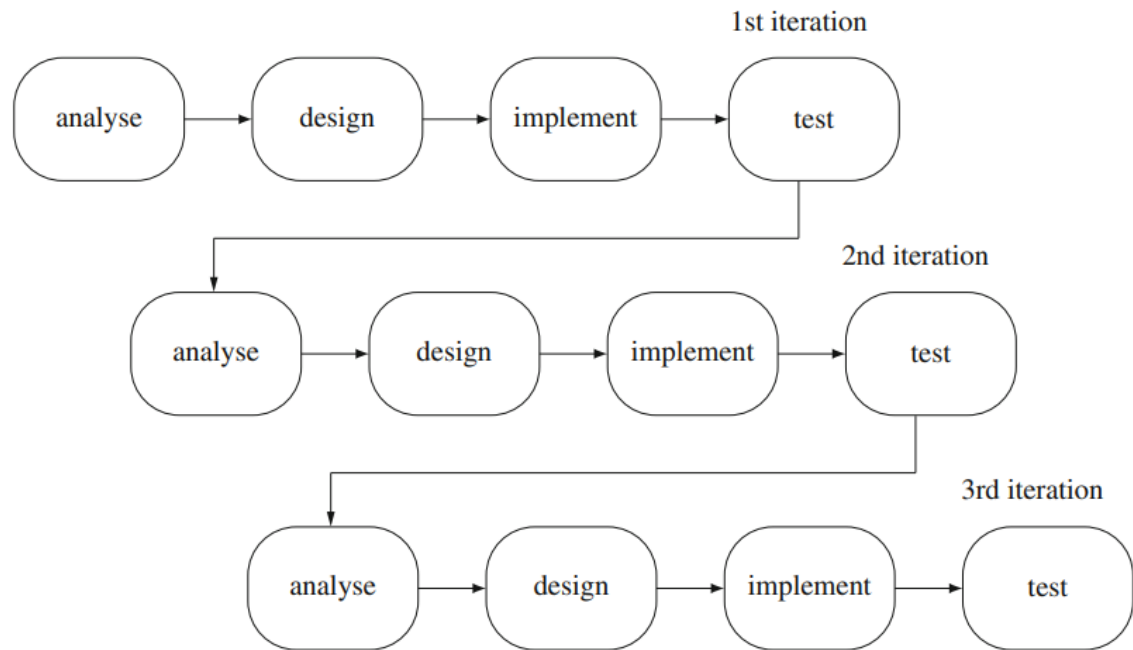 1st iteration
analyse
design
implement
test
2nd iteration
analyse
design
implement
test
3rd iteration
analyse
design
implement
test